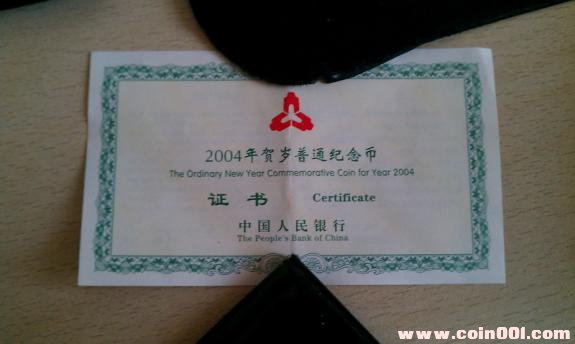 2004年贺岁普通纪念币
The Ordinary New Year Commemorative Coin for Year 2004
证书 Certificate
中国人民银行
The People's Bank of China
www.coin001.com